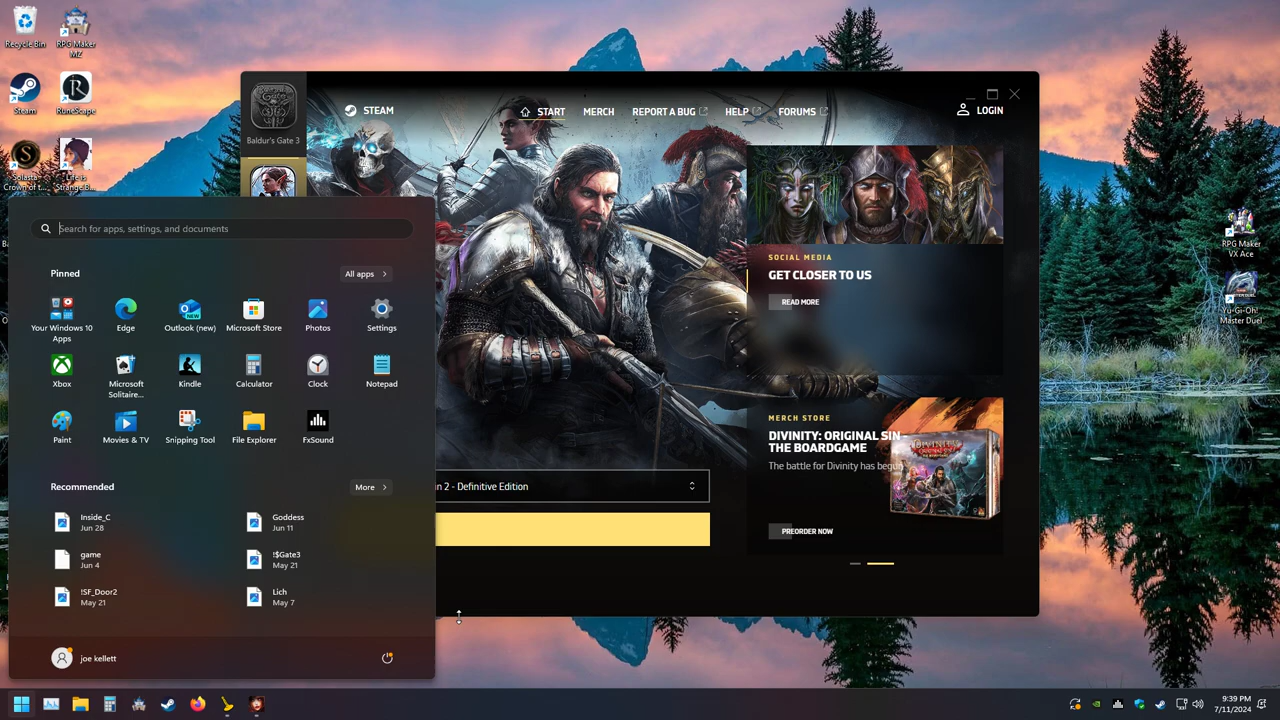 Recycle Bin
RPG Maker
MZ
Steam
RuneScape
Solasta
Crown of t...
Life is
Strange B...
RPG Maker
VX Ace
Yu-Gi-Oh!
Master Duel
Baldur's Gate 3
STEAM
START
MERCH
REPORT A BUG
HELP
FORUMS
LOGIN
SOCIAL MEDIA
GET CLOSER TO US
READ MORE
MERCH STORE
DIVINITY: ORIGINAL SIN -
THE BOARDGAME
The battle for Divinity has begun
PREORDER NOW
DIVINITY
n 2 - Definitive Edition
Search for apps, settings, and documents
Pinned
All apps
Your Windows 10
Apps
Edge
Outlook (new)
Microsoft Store
Photos
Settings
Xbox
Microsoft
Solitaire...
Kindle
Calculator
Clock
Notepad
Paint
Movies & TV
Snipping Tool
File Explorer
FxSound
Recommended
More
Inside_C
Jun 28
Goddess
Jun 11
game
Jun 4
!$Gate3
May 21
!SF_Door2
May 21
Lich
May 7
joe kellett
9:39 PM
7/11/2024